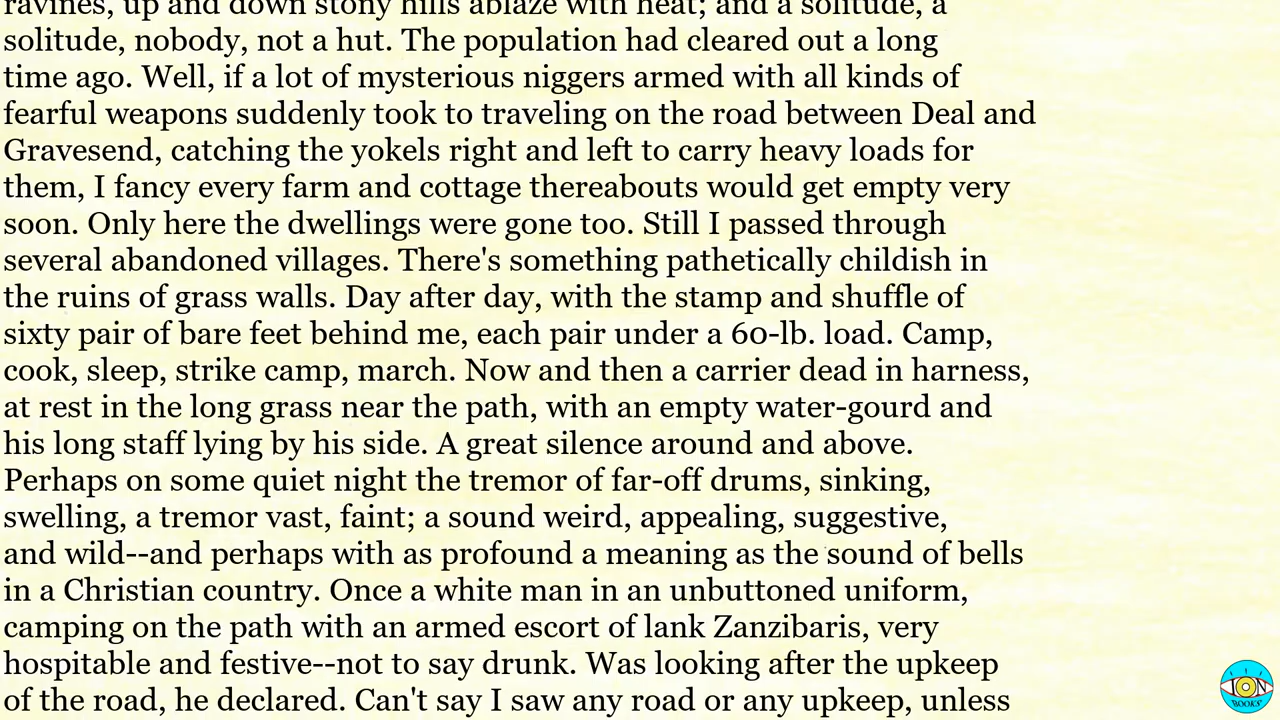 ravines, up and down stony hills ablaze with heat; and a solitude, a
solitude, nobody, not a hut. The population had cleared out a long
time ago. Well, if a lot of mysterious niggers armed with all kinds of
fearful weapons suddenly took to traveling on the road between Deal and
Gravesend, catching the yokels right and left to carry heavy loads for
them, I fancy every farm and cottage thereabouts would get empty very
soon. Only here the dwellings were gone too. Still I passed through
several abandoned villages. There's something pathetically childish in
the ruins of grass walls. Day after day, with the stamp and shuffle of
sixty pair of bare feet behind me, each pair under a 60-lb. load. Camp,
cook, sleep, strike camp, march. Now and then a carrier dead in harness,
at rest in the long grass near the path, with an empty water-gourd and
his long staff lying by his side. A great silence around and above.
Perhaps on some quiet night the tremor of far-off drums, sinking,
swelling, a tremor vast, faint; a sound weird, appealing, suggestive,
and wild--and perhaps with as profound a meaning as the sound of bells
in a Christian country. Once a white man in an unbuttoned uniform,
camping on the path with an armed escort of lank Zanzibaris, very
hospitable and festive--not to say drunk. Was looking after the upkeep
of the road, he declared. Can't say I saw any road or any upkeep, unless
ION
BOOKS